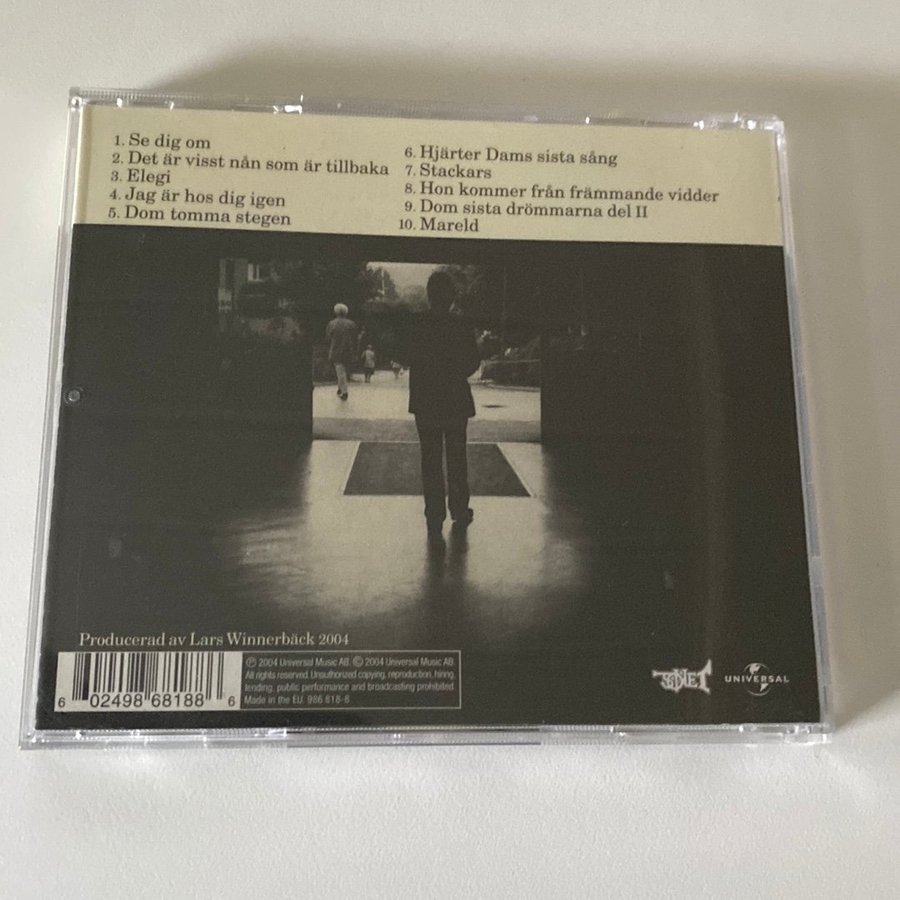 1. Se dig om
2. Det är visst nån som är tillbaka
3. Elegi
4. Jag är hos dig igen
5. Dom tomma stegen
6. Hjärter Dams sista sång
7. Stackars
8. Hon kommer från främmande vidder
9. Dom sista drömmarna del II
10. Mareld
Producerad av Lars Winnerbäck 2004
6 02498 68188 6
℗ 2004 Universal Music AB. © 2004 Universal Music AB.
All rights reserved. Unauthorized copying, reproduction, hiring,
lending, public performance and broadcasting prohibited.
Made in the EU. 986 818-8
UNIVERSAL